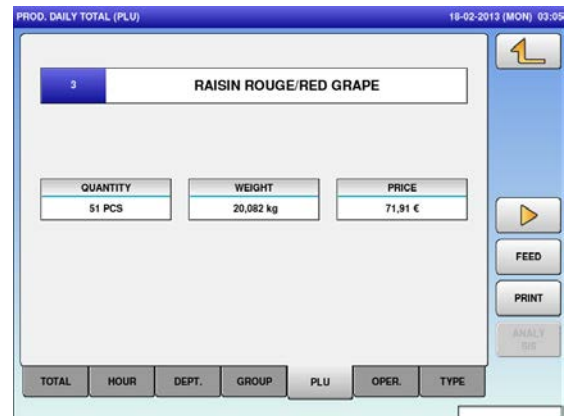 PROD. DAILY TOTAL (PLU) 18-02-2013 (MON) 03:05
3 RAISIN ROUGE/RED GRAPE
QUANTITY WEIGHT PRICE
51 PCS 20,082 kg 71,91 €
FEED
PRINT
ANALY
SIS
TOTAL HOUR DEPT. GROUP PLU OPER. TYPE